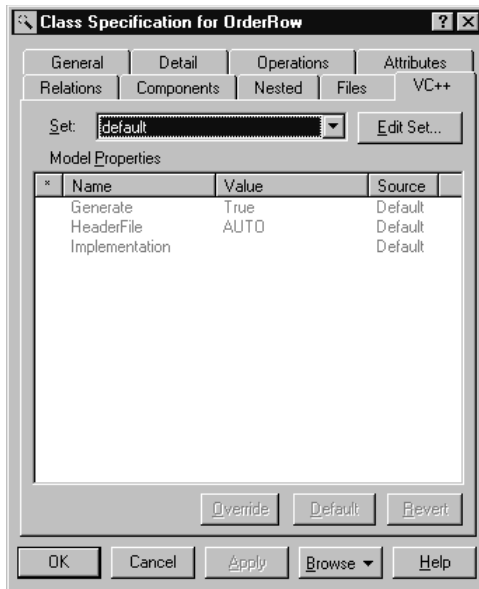 Class Specification for OrderRow
General Detail Operations Attributes
Relations Components Nested Files VC++
Set: default Edit Set...
Model Properties
* Name Value Source
Generate True Default
HeaderFile AUTO Default
Implementation Default
Override Default Revert
OK Cancel Apply Browse Help